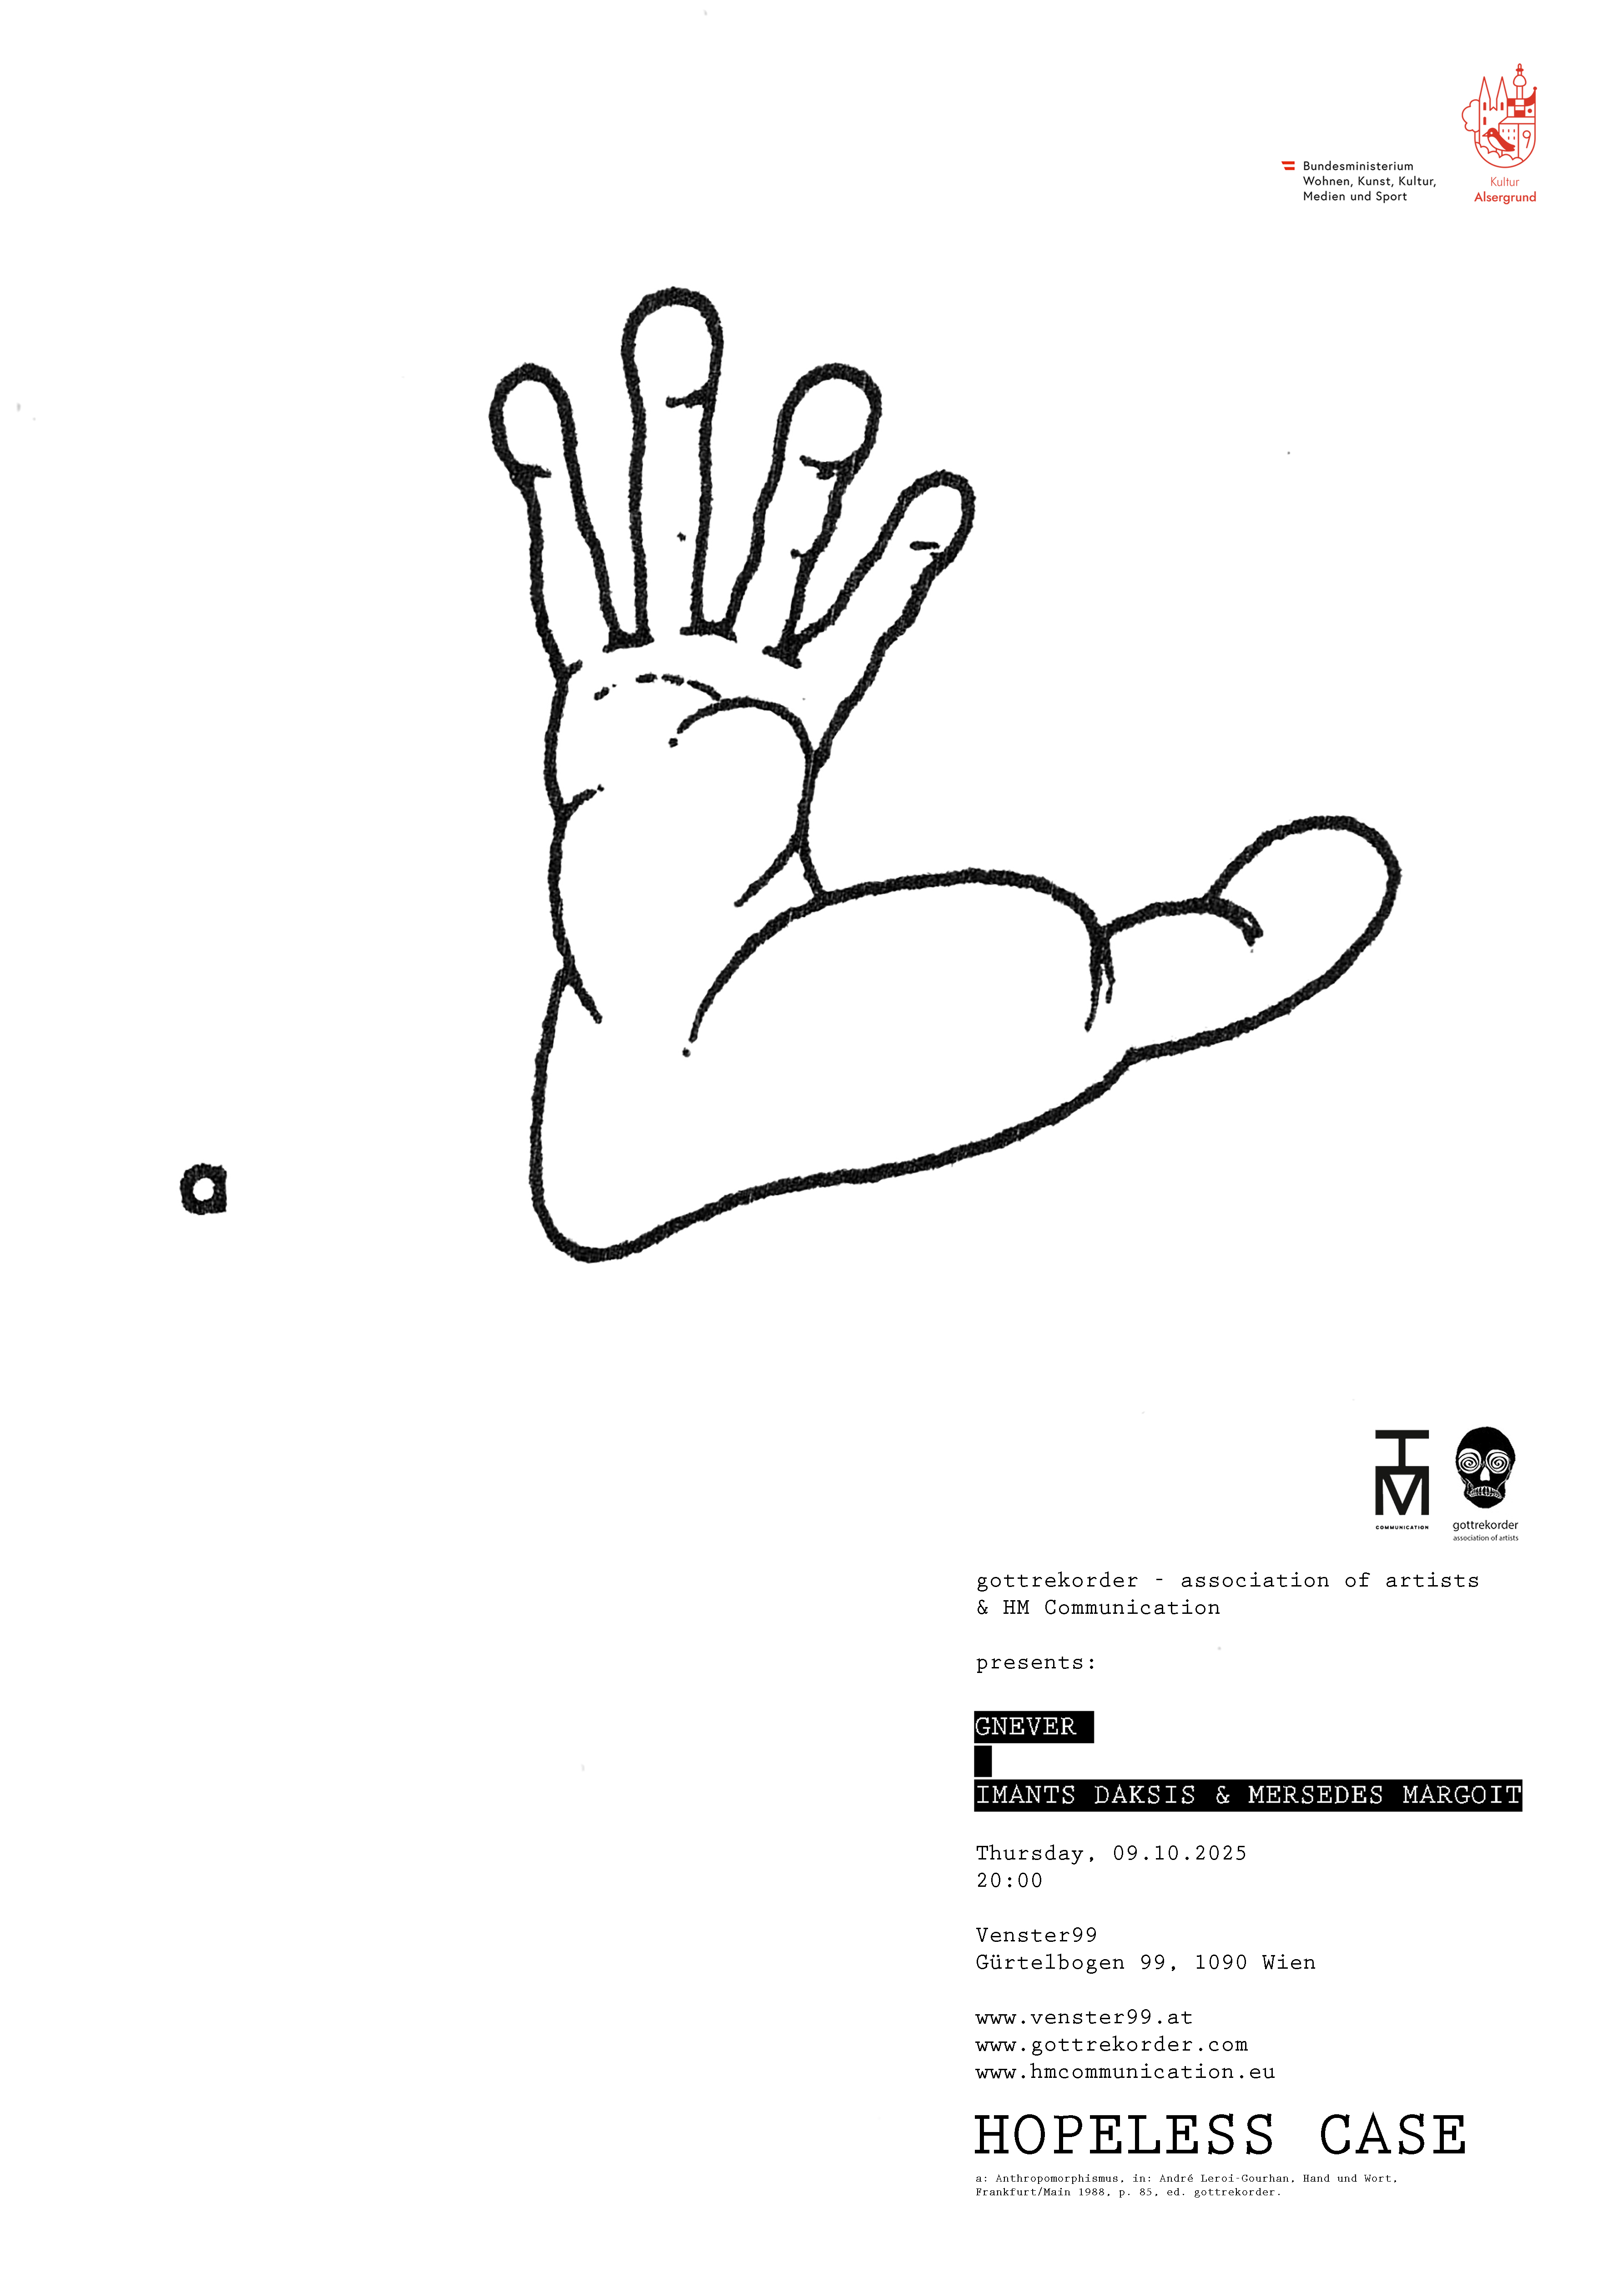 Bundesministerium
Wohnen, Kunst, Kultur,
Medien und Sport
9
Kultur
Alsergrund
a
HM
COMMUNICATION
gottrekorder
association of artists
gottrekorder - association of artists
& HM Communication
presents:
GNEVER
IMANTS DAKSIS & MERSEDES MARGOIT
Thursday, 09.10.2025
20:00
Venster99
Gürtelbogen 99, 1090 Wien
www.venster99.at
www.gottrekorder.com
www.hmcommunication.eu
HOPELESS CASE
a: Anthropomorphismus, in: André Leroi-Gourhan, Hand und Wort,
Frankfurt/Main 1988, p. 85, ed. gottrekorder.